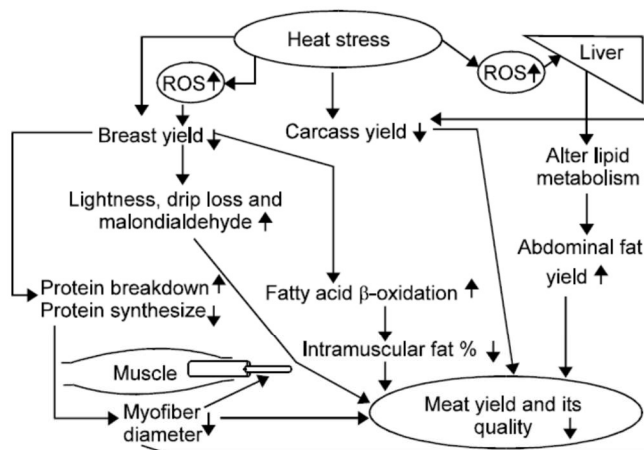 Heat stress
ROS
ROS
Liver
Breast yield
Carcass yield
Alter lipid
metabolism
Lightness, drip loss and
malondialdehyde
Abdominal fat
yield
Protein breakdown
Protein synthesize
Fatty acid β-oxidation
Intramuscular fat %
Muscle
Myofiber
diameter
Meat yield and its
quality